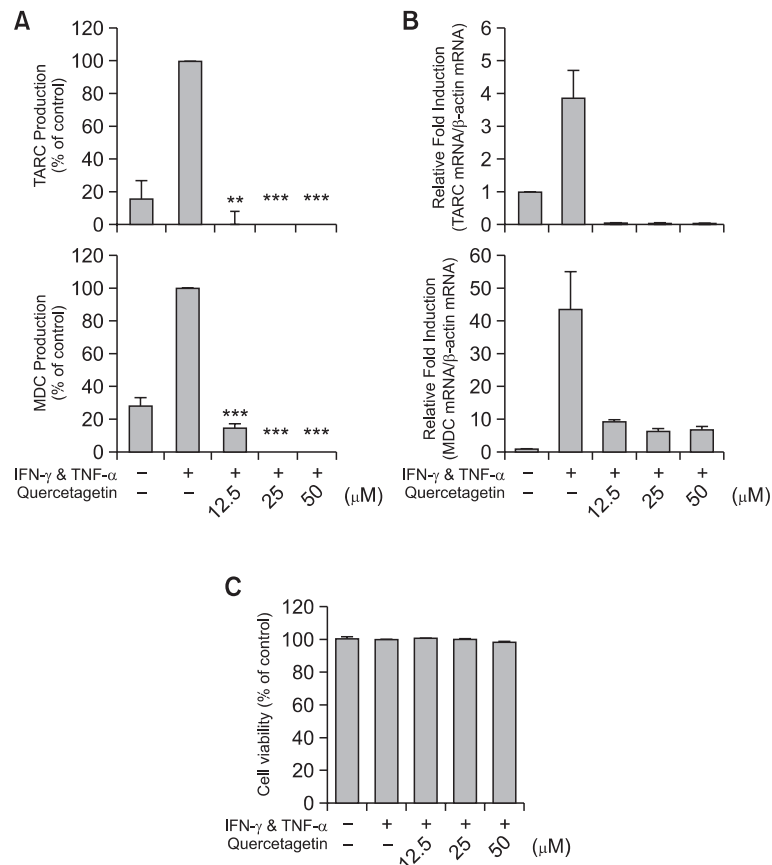 A
TARC Production
(% of control)
120
100
80
60
40
20
0
** *** ***
MDC Production
(% of control)
120
100
80
60
40
20
0
*** *** ***
IFN-γ & TNF-α – + + + +
Quercetagetin – – 12.5 25 50 (μM)
B
Relative Fold Induction
(TARC mRNA/β-actin mRNA)
6
5
4
3
2
1
0
Relative Fold Induction
(MDC mRNA/β-actin mRNA)
60
50
40
30
20
10
0
– + + + +
– – 12.5 25 50 (μM)
C
Cell viability (% of control)
120
100
80
60
40
20
0
IFN-γ & TNF-α – + + + +
Quercetagetin – – 12.5 25 50 (μM)